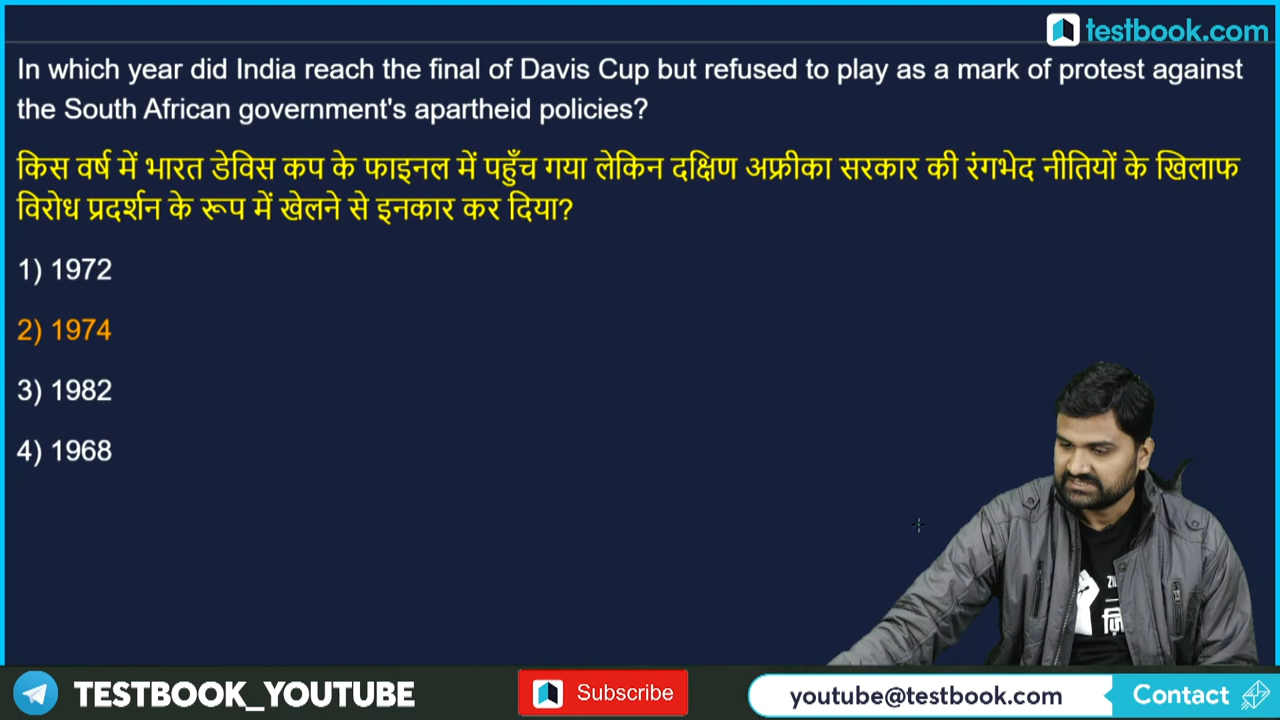 testbook.com
In which year did India reach the final of Davis Cup but refused to play as a mark of protest against
the South African government's apartheid policies?
किस वर्ष में भारत डेविस कप के फाइनल में पहुँच गया लेकिन दक्षिण अफ्रीका सरकार की रंगभेद नीतियों के खिलाफ
विरोध प्रदर्शन के रूप में खेलने से इनकार कर दिया?
1) 1972
2) 1974
3) 1982
4) 1968
TESTBOOK_YOUTUBE
Subscribe
youtube@testbook.com
Contact